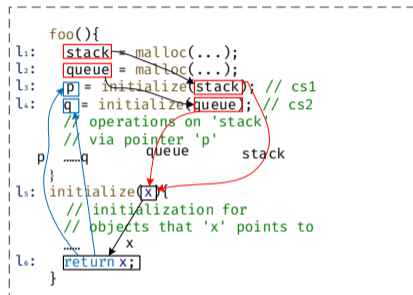 foo(){
l₁: stack = malloc(...);
l₂: queue = malloc(...);
l₃: p = initialize(stack); // cs1
l₄: q = initialize(queue); // cs2
// operations on 'stack'
// via pointer 'p'
p ……q queue stack
}
l₅: initialize(x){
// initialization for
// objects that 'x' points to
…… x
l₆: return x;
}